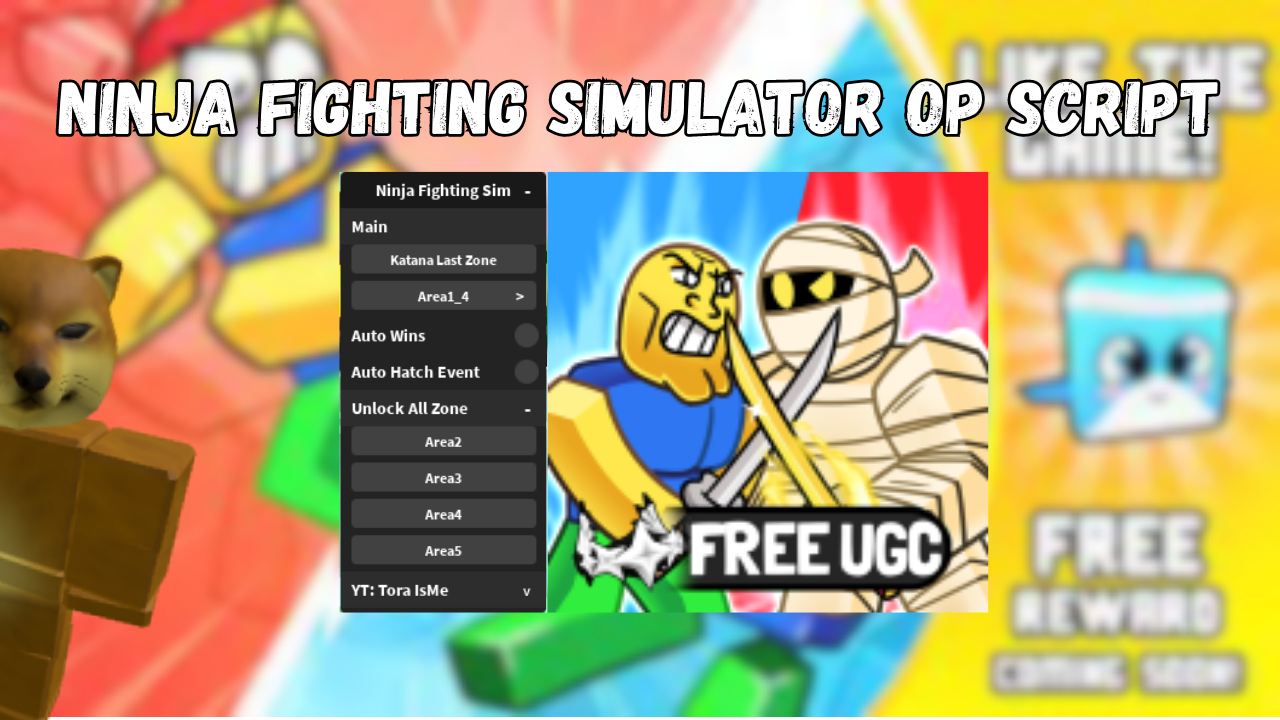 NINJA FIGHTING SIMULATOR OP SCRIPT
LIKE THE
GAME!
Ninja Fighting Sim -
Main
Katana Last Zone
Area1_4 >
Auto Wins
Auto Hatch Event
Unlock All Zone -
Area2
Area3
Area4
Area5
YT: Tora IsMe v
FREE UGC
FREE
REWARD
COMING SOON!